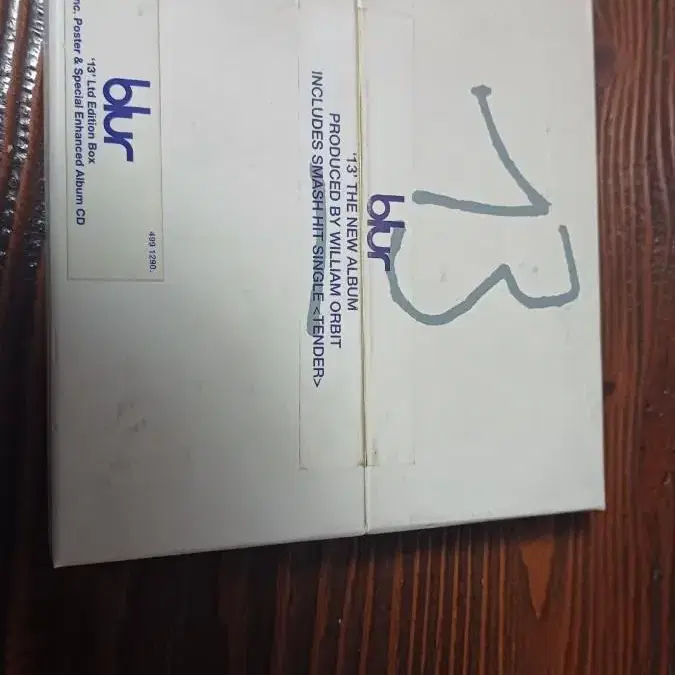 13
blur
'13' THE NEW ALBUM
PRODUCED BY WILLIAM ORBIT
INCLUDES SMASH HIT SINGLE <TENDER>
blur
'13' Ltd Edition Box
Poster & Special Enhanced Album CD
499 1290.